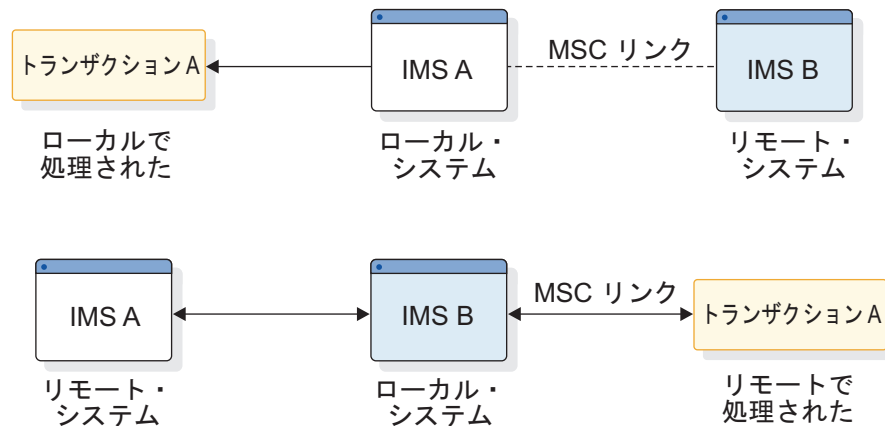 トランザクション A
IMS A
MSC リンク
IMS B
ローカルで
処理された
ローカル・
システム
リモート・
システム
IMS A
IMS B
MSC リンク
トランザクション A
リモート・
システム
ローカル・
システム
リモートで
処理された